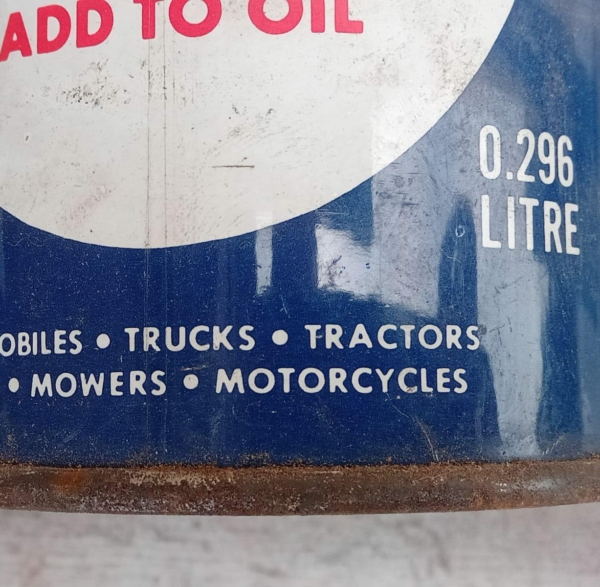 ADD TO OIL
0.296
LITRE
OBILES • TRUCKS • TRACTORS
• MOWERS • MOTORCYCLES